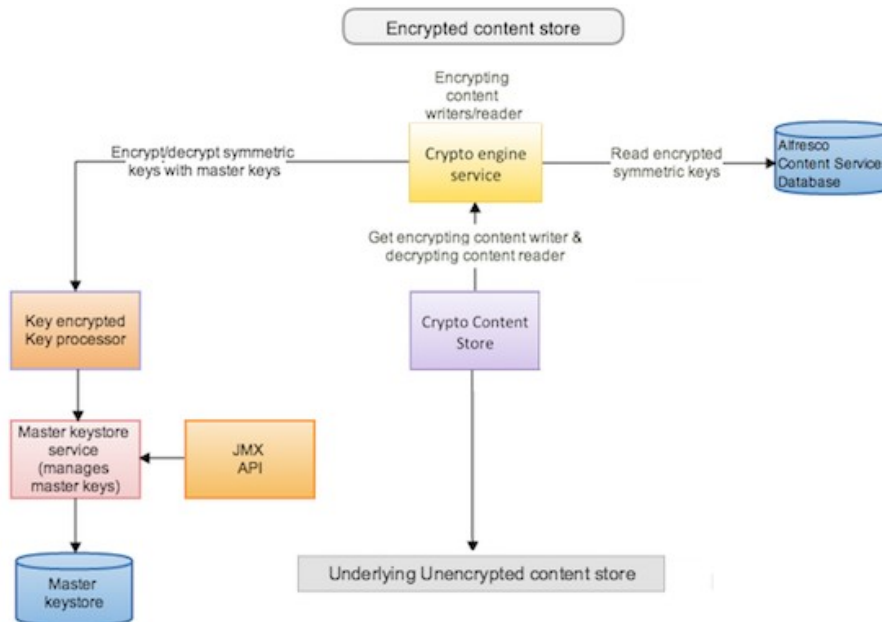 Encrypted content store
Encrypting
content
writers/reader
Encrypt/decrypt symmetric
keys with master keys
Crypto engine
service
Read encrypted
symmetric keys
Alfresco
Content Service
Database
Get encrypting content writer &
decrypting content reader
Key encrypted
Key processor
Crypto Content
Store
Master keystore
service
(manages
master keys)
JMX
API
Master
keystore
Underlying Unencrypted content store